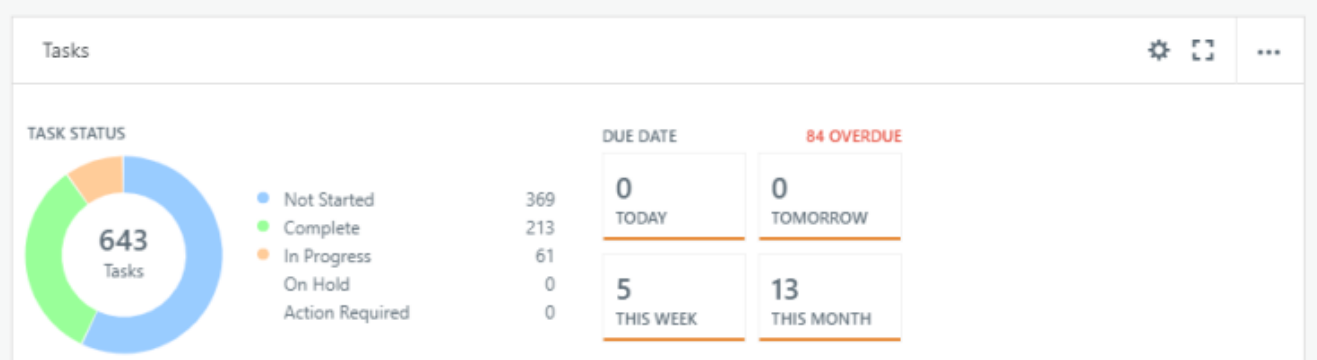 Tasks
TASK STATUS
643
Tasks
Not Started 369
Complete 213
In Progress 61
On Hold 0
Action Required 0
DUE DATE 84 OVERDUE
0 0
TODAY TOMORROW
5 13
THIS WEEK THIS MONTH